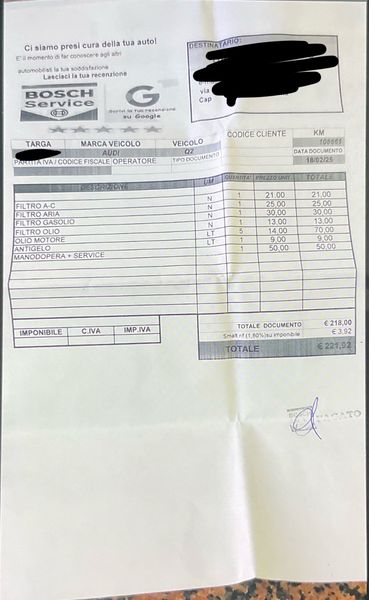 Ci siamo presi cura della tua auto!
E' il momento di far conoscere agli altri
automobilisti la tua soddisfazione
Lasciaci la tua recensione
BOSCH
Service
G
Scrivi la tua recensione
su Google
DESTINATARIO:
via
Cap
CODICE CLIENTE KM
TARGA MARCA VEICOLO VEICOLO
AUDI Q2
DATA DOCUMENTO
PARTITA IVA / CODICE FISCALE OPERATORE TIPO DOCUMENTO 18/02/25
U/M QUANTITA' PREZZO UNIT TOTALE
FILTRO A-C N 1 21,00 21,00
FILTRO ARIA N 1 25,00 25,00
FILTRO GASOLIO N 1 30,00 30,00
FILTRO OLIO N 1 13,00 13,00
OLIO MOTORE LT 5 14,00 70,00
ANTIGELO LT 1 9,00 9,00
MANODOPERA + SERVICE 1 50,00 50,00
IMPONIBILE C.IVA IMP.IVA
TOTALE DOCUMENTO € 218,00
Smalt.rif (1,80%)su imponibile € 3,92
TOTALE € 221,92